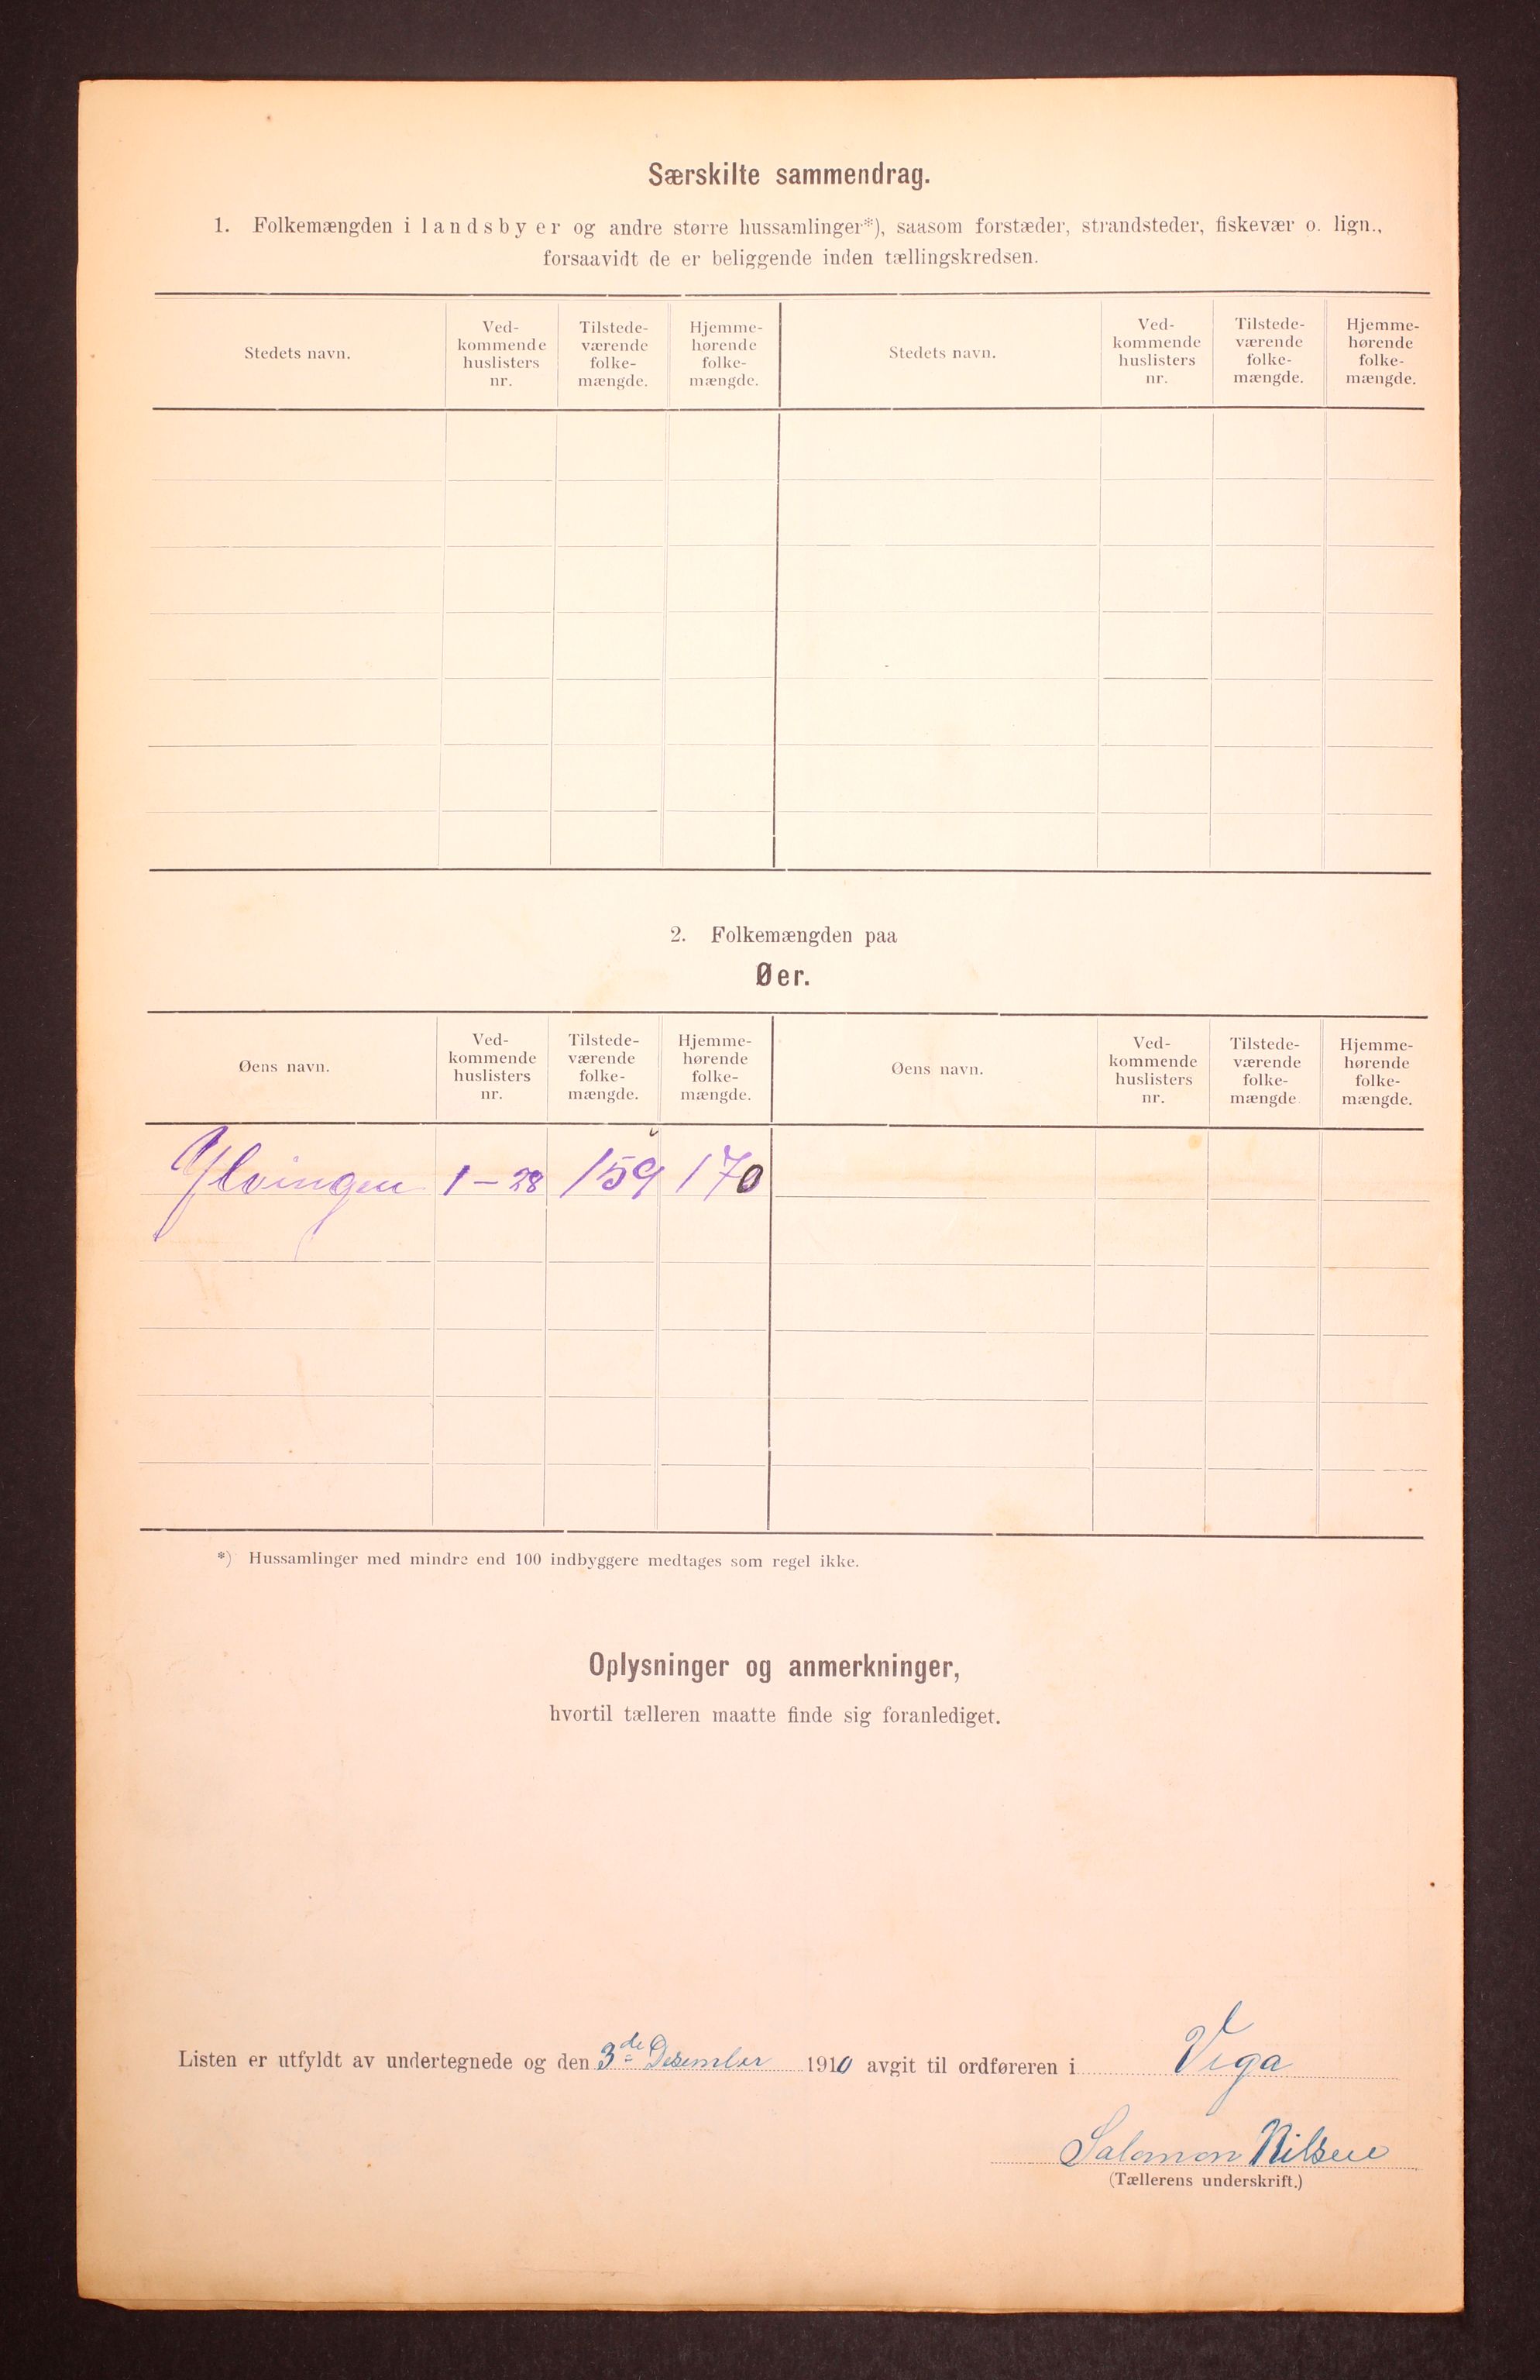 Særskilte sammendrag.
1. Folkemængden i landsbyer og andre større hussamlinger*), saasom forstæder, strandsteder, fiskevær o. lign.,
forsaavidt de er beliggende inden tællingskredsen.
Stedets navn.
Ved-
kommende
huslisters
nr.
Tilstede-
værende
folke-
mængde.
Hjemme-
hørende
folke-
mængde.
Stedets navn.
Ved-
kommende
huslisters
nr.
Tilstede-
værende
folke-
mængde.
Hjemme-
hørende
folke-
mængde.
2. Folkemængden paa
Øer.
Øens navn.
Ved-
kommende
huslisters
nr.
Tilstede-
værende
folke-
mængde.
Hjemme-
hørende
folke-
mængde.
Øens navn.
Ved-
kommende
huslisters
nr.
Tilstede-
værende
folke-
mængde.
Hjemme-
hørende
folke-
mængde.
Ylvingen 1-28 159 170
*) Hussamlinger med mindre end 100 indbyggere medtages som regel ikke.
Oplysninger og anmerkninger,
hvortil tælleren maatte finde sig foranlediget.
Listen er utfyldt av undertegnede og den 3de Desember 1910 avgit til ordføreren i Vega
Salomon Nilsen
(Tællerens underskrift.)